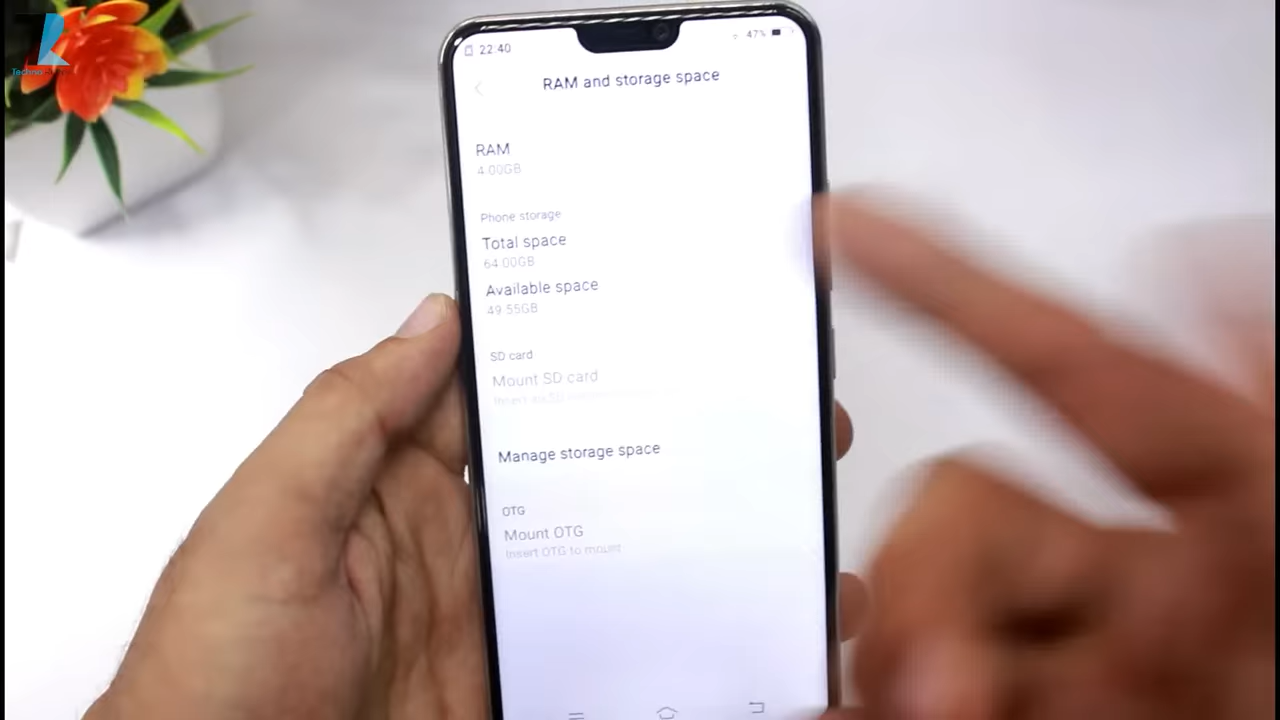 22:40
47%
RAM and storage space
RAM
4.00GB
Phone storage
Total space
64.00GB
Available space
49.55GB
SD card
Mount SD card
Insert
Manage storage space
OTG
Mount OTG
Insert OTG to mount